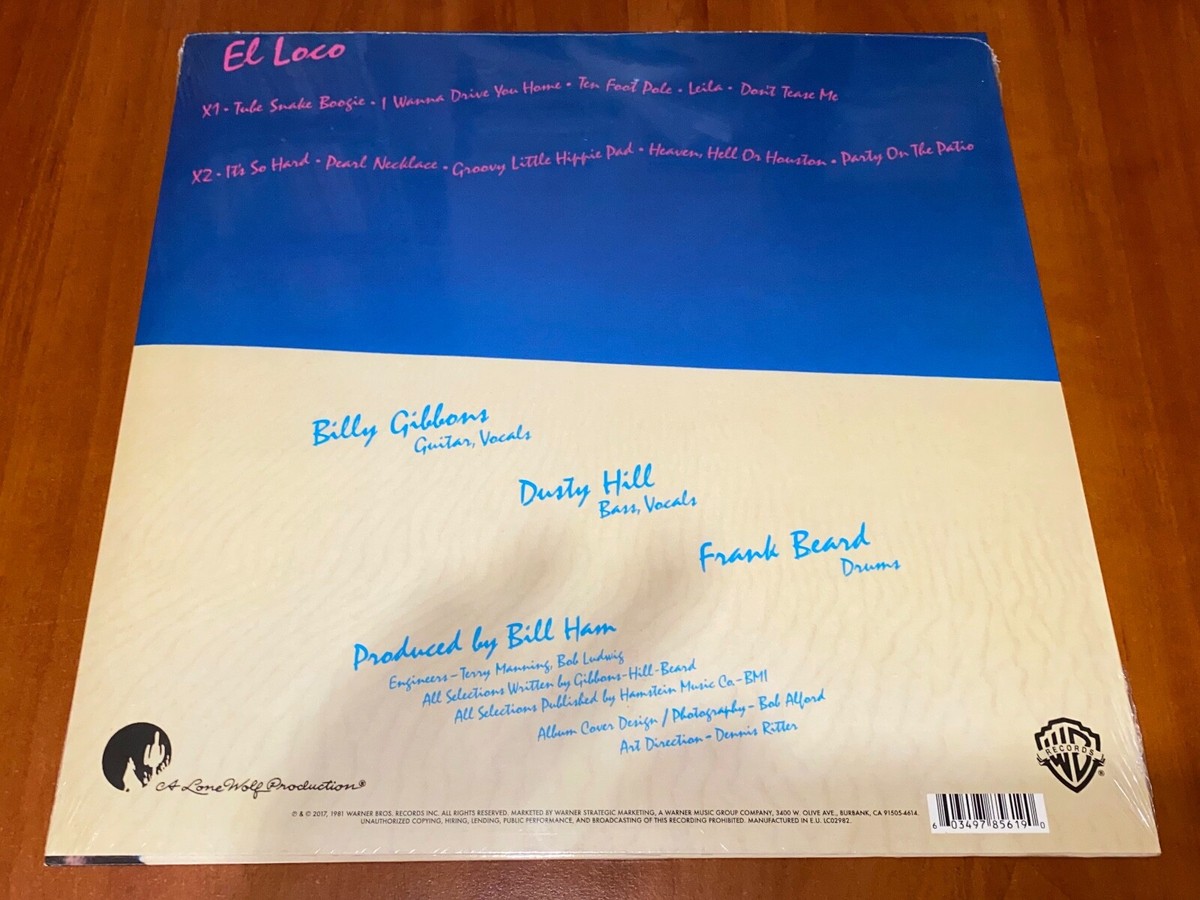 El Loco
X1 • Tube Snake Boogie • I Wanna Drive You Home • Ten Foot Pole • Leila • Don't Tease Me
X2 • It's So Hard • Pearl Necklace • Groovy Little Hippie Pad • Heaven, Hell Or Houston • Party On The Patio
Billy Gibbons
Guitar, Vocals
Dusty Hill
Bass, Vocals
Frank Beard
Drums
Produced by Bill Ham
Engineers – Terry Manning, Bob Ludwig
All Selections Written by Gibbons-Hill-Beard
All Selections Published by Hamstein Music Co. – BMI
Album Cover Design / Photography – Bob Alford
Art Direction – Dennis Ritter
A Lone Wolf Production®
WB RECORDS ®
℗ & © 2017, 1981 WARNER BROS. RECORDS INC. ALL RIGHTS RESERVED. MARKETED BY WARNER STRATEGIC MARKETING, A WARNER MUSIC GROUP COMPANY, 3400 W. OLIVE AVE., BURBANK, CA 91505-4614.
UNAUTHORIZED COPYING, HIRING, LENDING, PUBLIC PERFORMANCE, AND BROADCASTING OF THIS RECORDING PROHIBITED. MANUFACTURED IN E.U. LC02982.
6 03497 85619 0